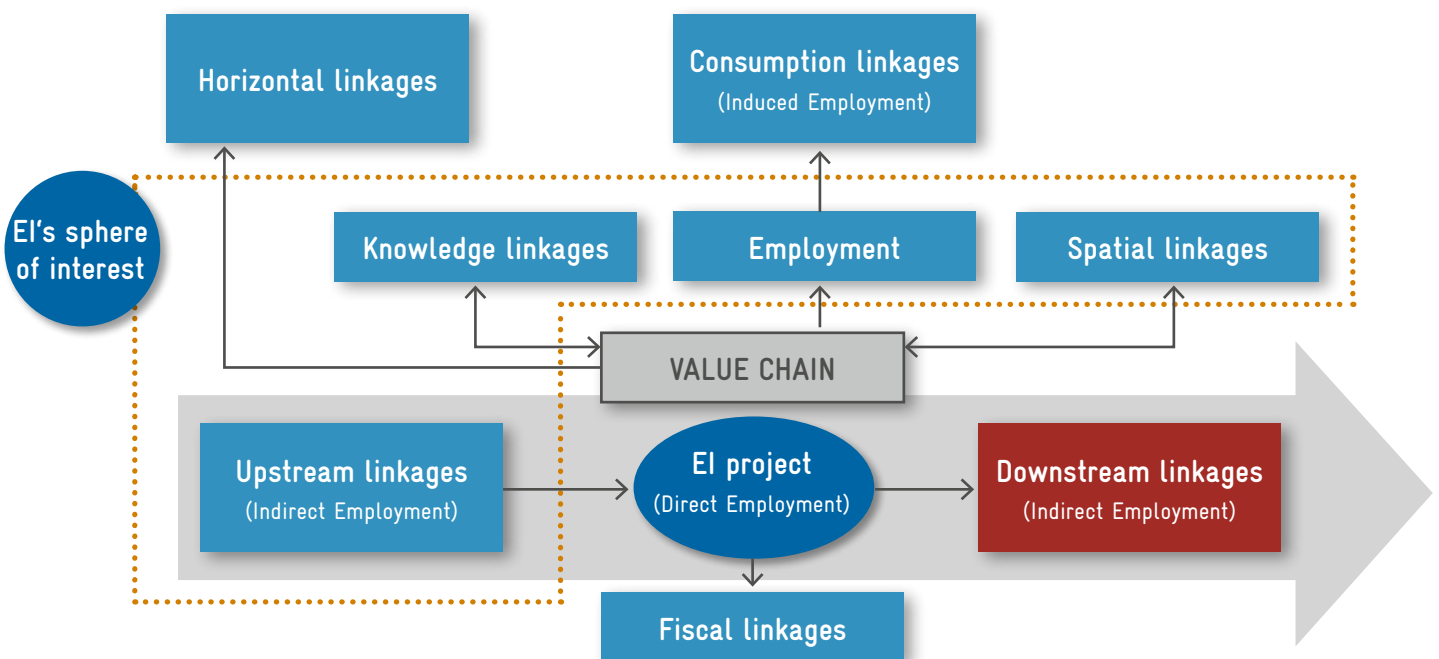 Horizontal linkages
Consumption linkages
(Induced Employment)
EI's sphere
of interest
Knowledge linkages
Employment
Spatial linkages
VALUE CHAIN
Upstream linkages
(Indirect Employment)
EI project
(Direct Employment)
Downstream linkages
(Indirect Employment)
Fiscal linkages